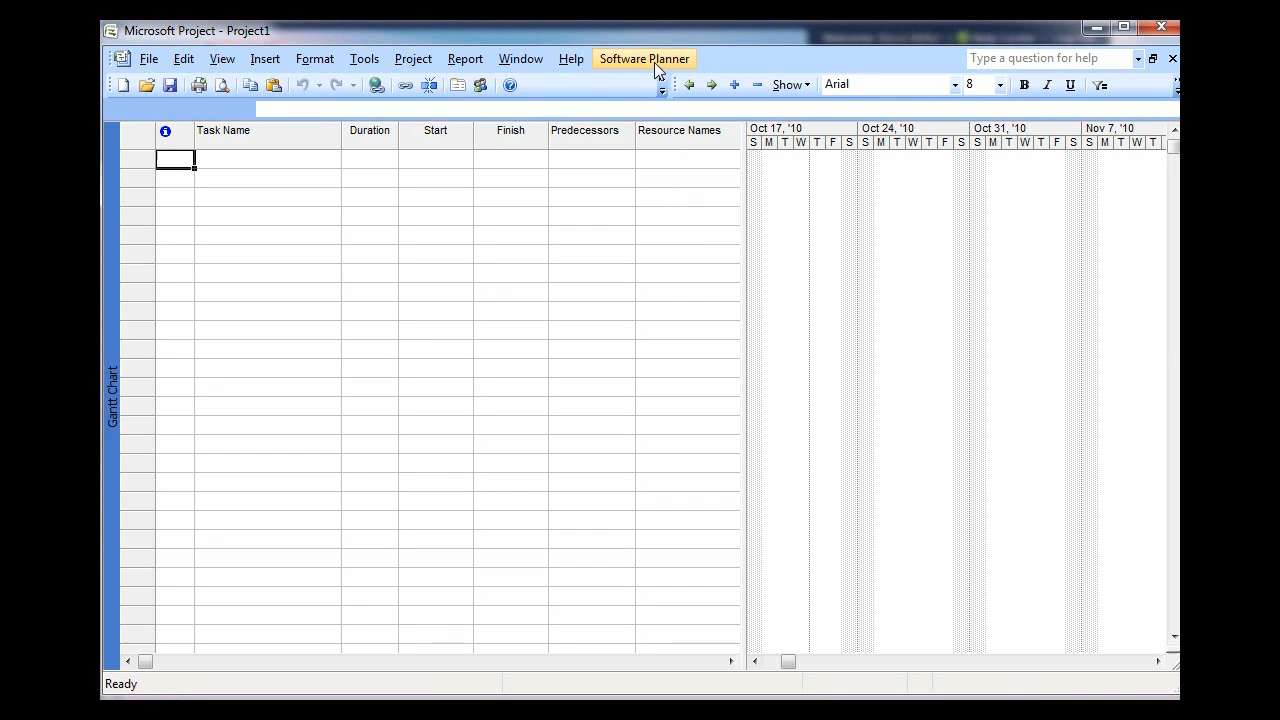 Microsoft Project - Project1
File Edit View Insert Format Tools Project Report Window Help Software Planner Type a question for help
Show Arial 8 B I U
Task Name Duration Start Finish Predecessors Resource Names
Oct 17, '10 Oct 24, '10 Oct 31, '10 Nov 7, '10
S M T W T F S S M T W T F S S M T W T F S S M T W T
Gantt Chart
Ready